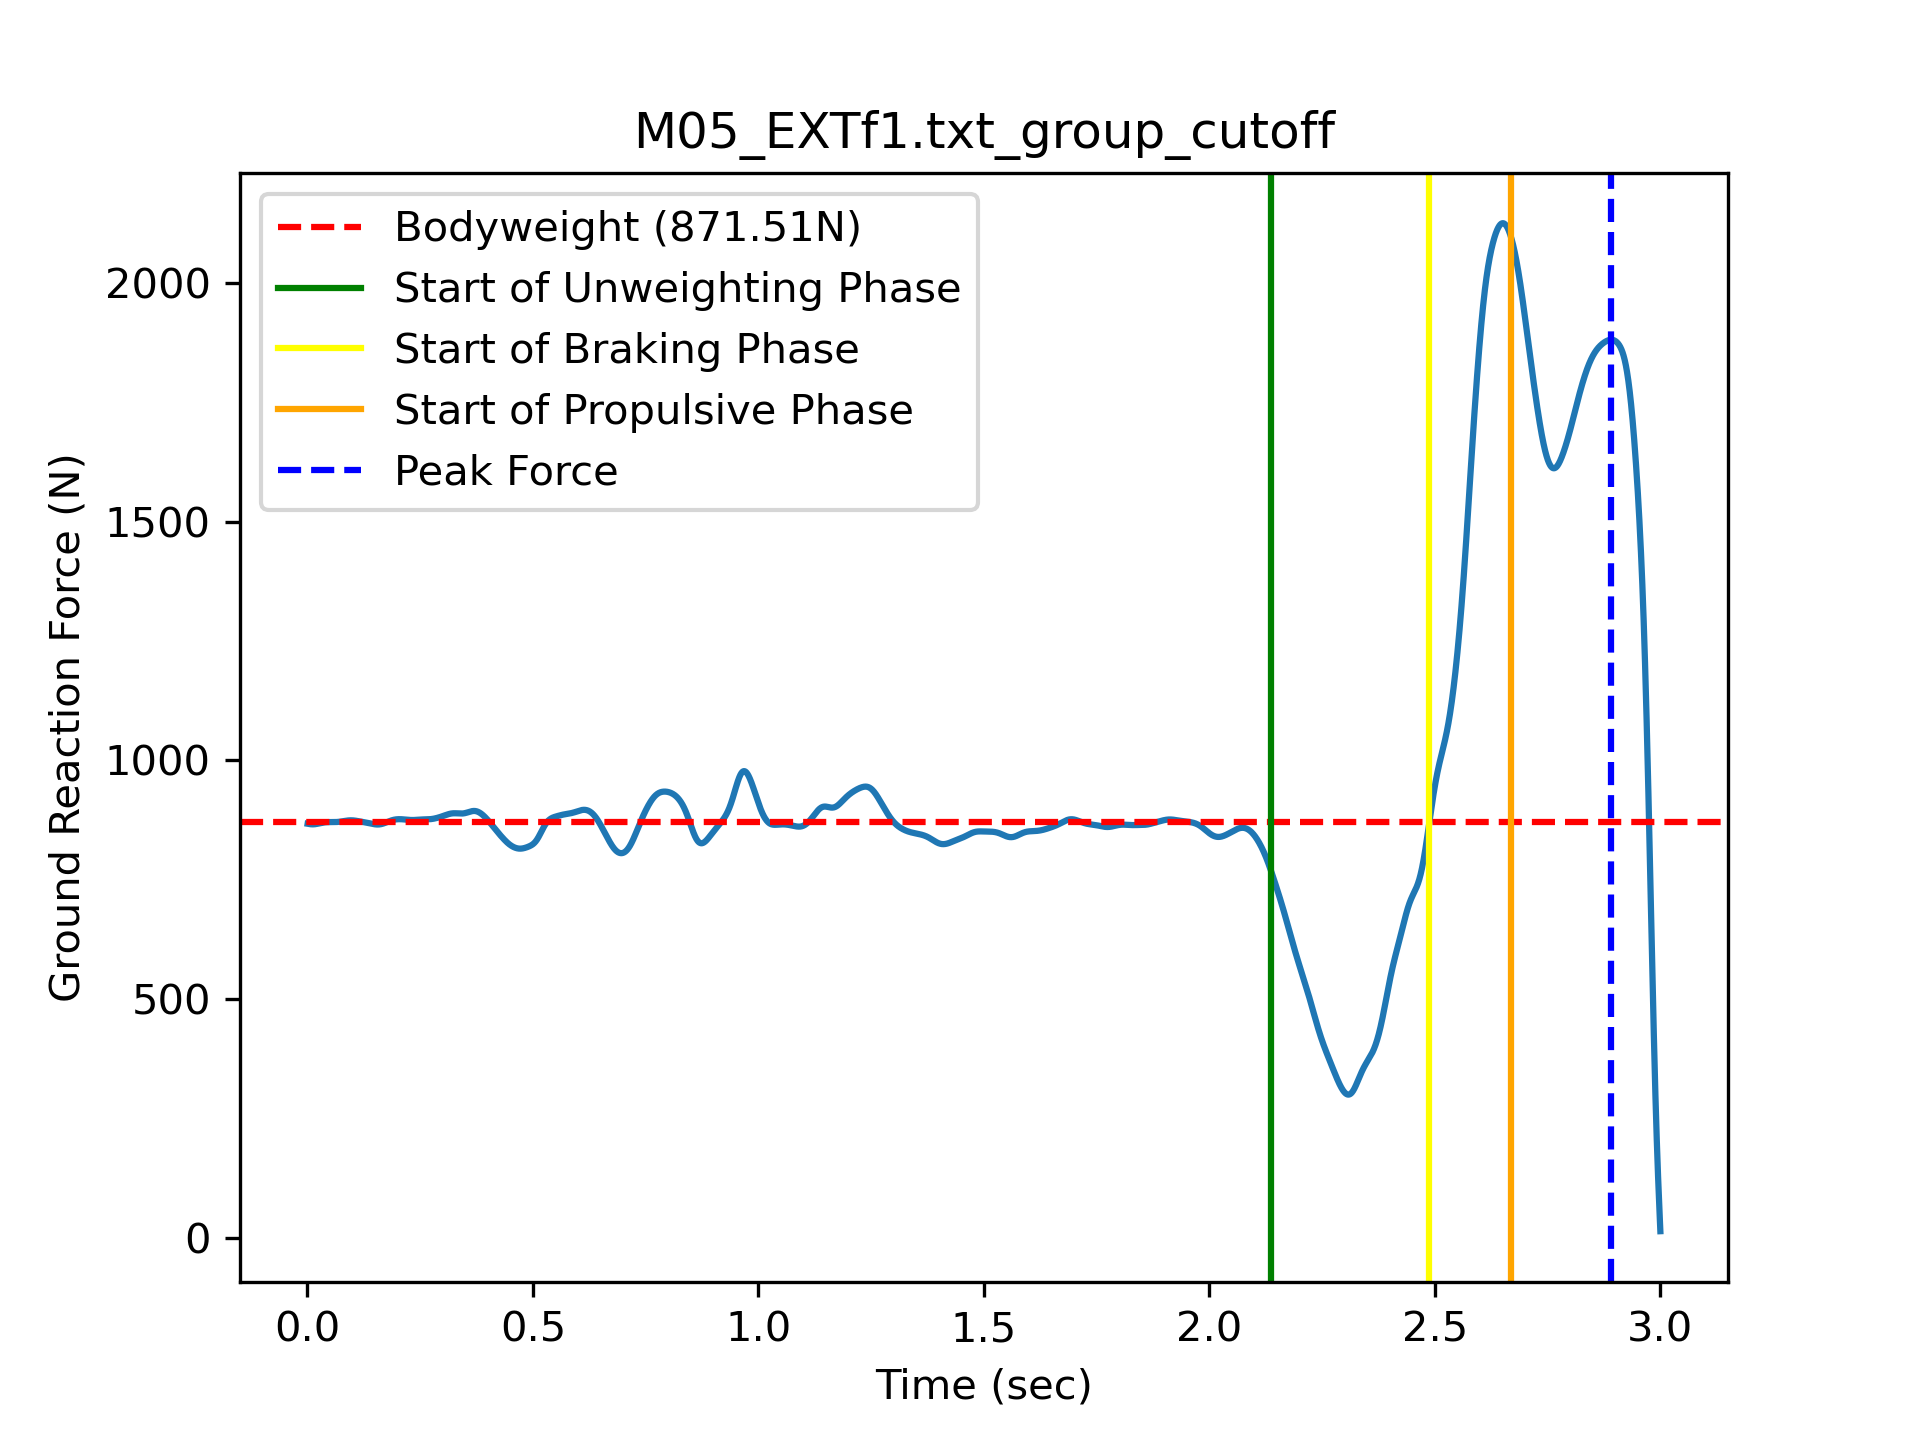 M05_EXTf1.txt_group_cutoff
Bodyweight (871.51N)
Start of Unweighting Phase
Start of Braking Phase
Start of Propulsive Phase
Peak Force
Ground Reaction Force (N)
2000
1500
1000
500
0
0.0 0.5 1.0 1.5 2.0 2.5 3.0
Time (sec)